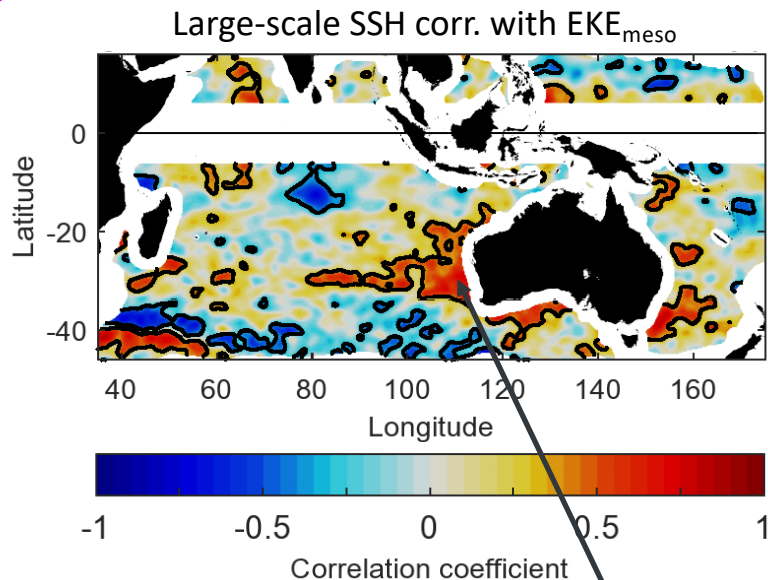 Large-scale SSH corr. with EKEmeso
0
-20
-40
Latitude
40 60 80 100 120 140 160
Longitude
-1 -0.5 0 0.5 1
Correlation coefficient